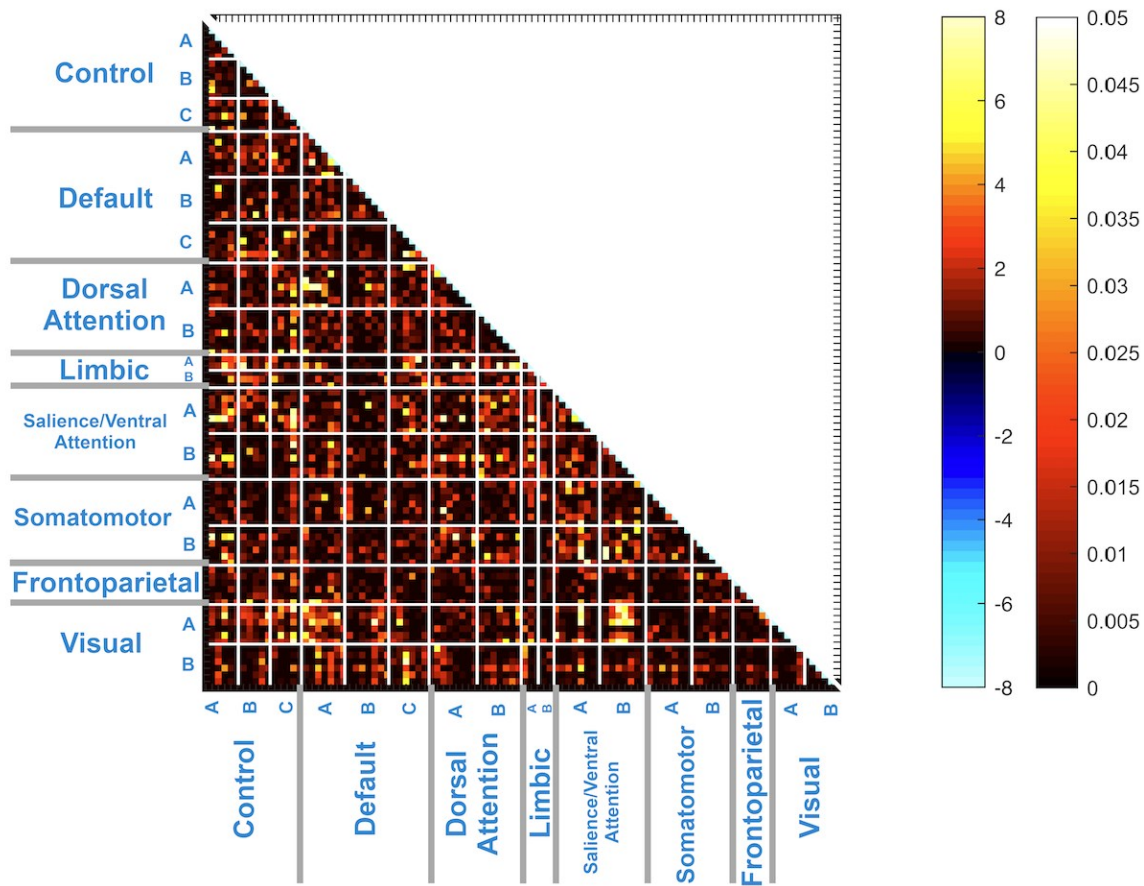 Control
A
B
C
Default
A
B
C
Dorsal
Attention
A
B
Limbic
A
B
Salience/Ventral
Attention
A
B
Somatomotor
A
B
Frontoparietal
Visual
A
B
A B C A B C A B A B A B A B A B
Control
Default
Dorsal
Attention
Limbic
Salience/Ventral
Attention
Somatomotor
Frontoparietal
Visual
8
6
4
2
0
-2
-4
-6
-8
0.05
0.045
0.04
0.035
0.03
0.025
0.02
0.015
0.01
0.005
0